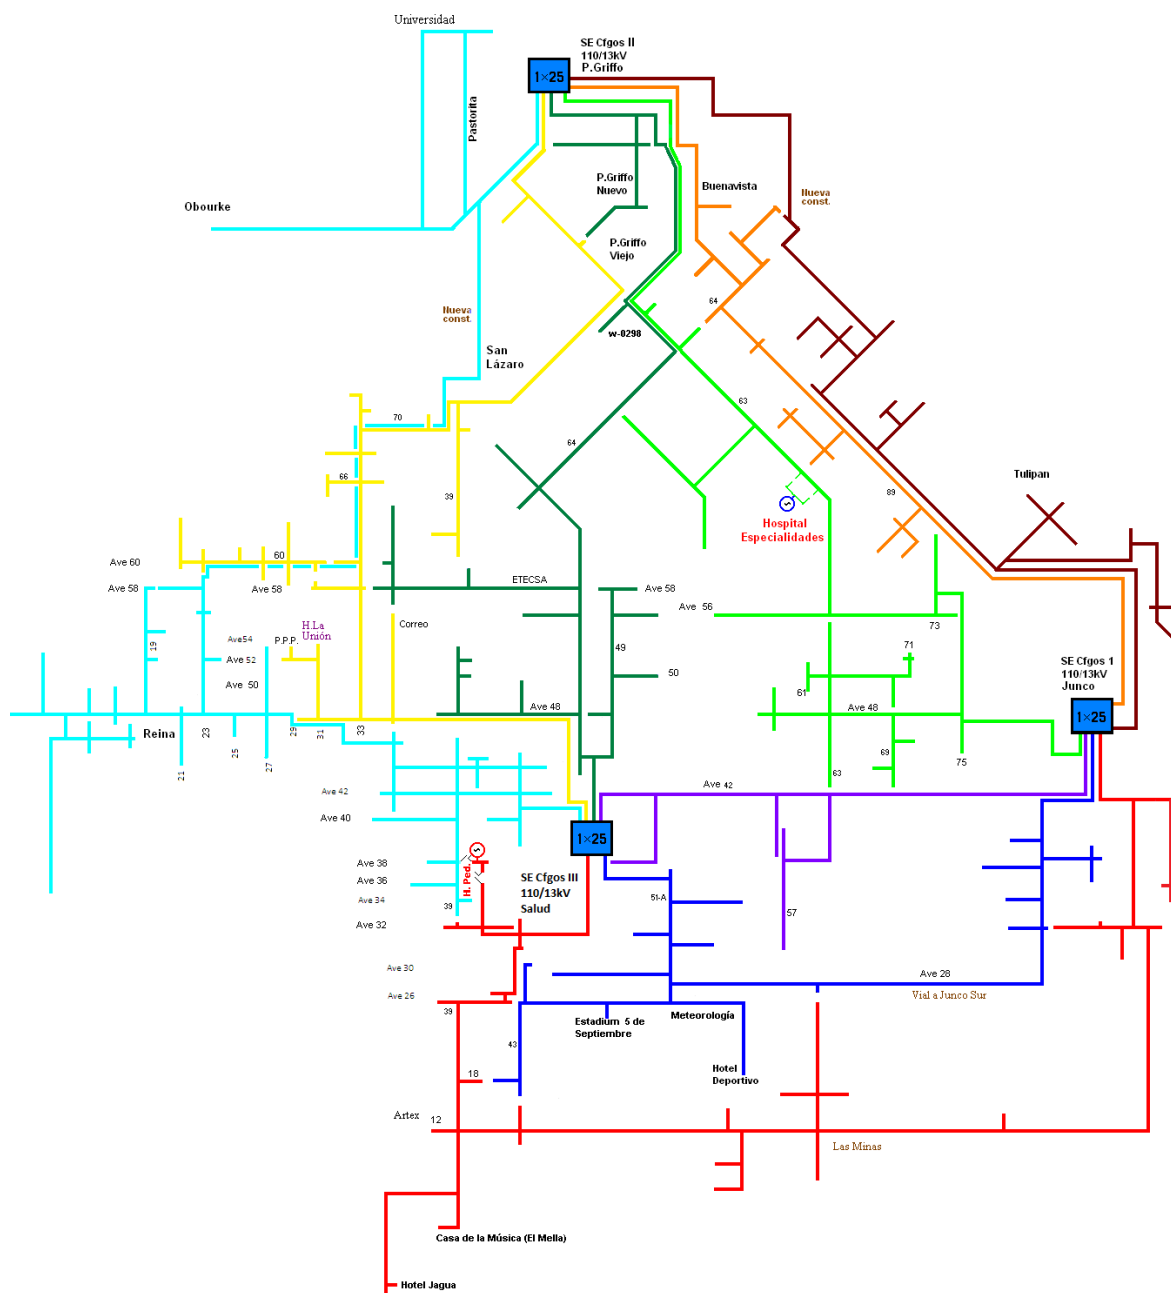 Universidad
SE Cfgos II
110/13kV
P.Griffo
1×25
Pastorita
P.Griffo
Nuevo
Buenavista
Nueva
const.
Obourke
P.Griffo
Viejo
Nueva
const.
64
w-0298
San
Lázaro
63
70
64
66
39
89
Tulipan
S
Hospital
Especialidades
Ave 60
60
Ave 58
Ave 58
ETECSA
Ave 58
Ave 56
73
H.La
Unión
Correo
19
Ave54
P.P.P.
49
71
Ave 52
Ave 50
50
61
SE Cfgos 1
110/13kV
Junco
1×25
Ave 48
Ave 48
Reina
23
25
29
31
33
21
27
69
75
63
Ave 42
Ave 42
Ave 40
1×25
S
H. Ped.
Ave 38
Ave 36
Ave 34
39
SE Cfgos III
110/13kV
Salud
51-A
57
Ave 32
Ave 30
Ave 26
Ave 28
Vial a Junco Sur
39
Estadium 5 de
Septiembre
Meteorología
43
Hotel
Deportivo
18
Artex
12
Las Minas
Casa de la Música (El Mella)
Hotel Jagua